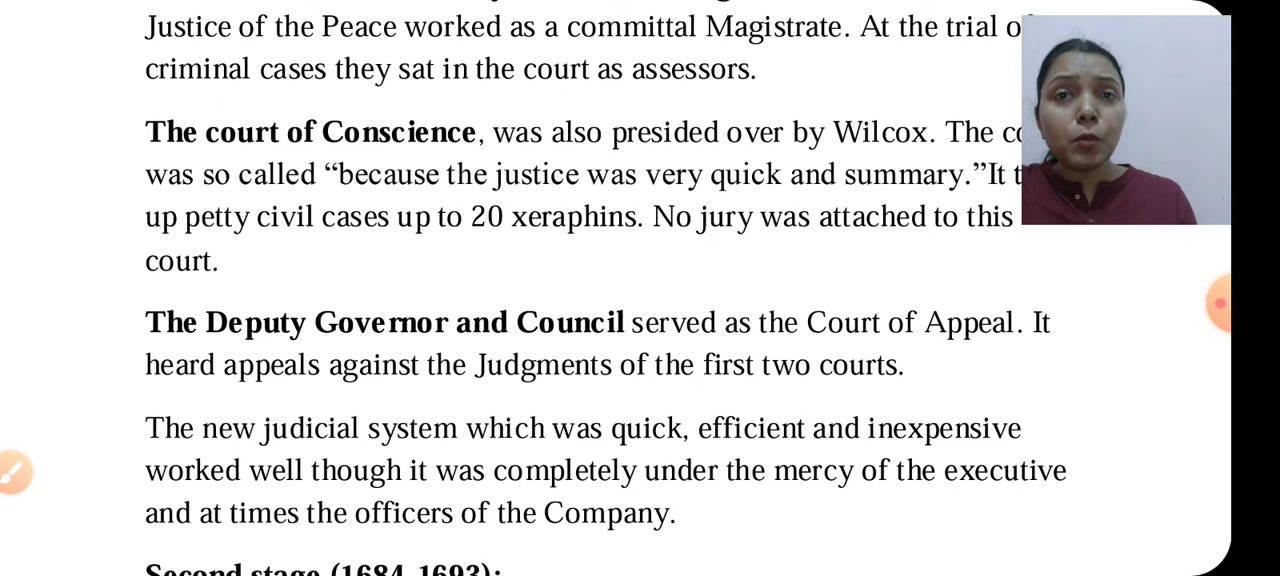 Justice of the Peace worked as a committal Magistrate. At the trial
criminal cases they sat in the court as assessors.
The court of Conscience, was also presided over by Wilcox. The
was so called “because the justice was very quick and summary.”It
up petty civil cases up to 20 xeraphins. No jury was attached to this
court.
The Deputy Governor and Council served as the Court of Appeal. It
heard appeals against the Judgments of the first two courts.
The new judicial system which was quick, efficient and inexpensive
worked well though it was completely under the mercy of the executive
and at times the officers of the Company.
Second stage (1684-1693):